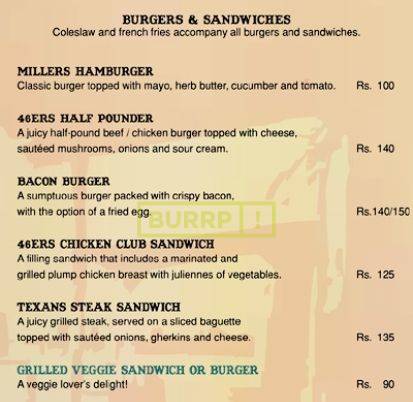 BURGERS & SANDWICHES
Coleslaw and french fries accompany all burgers and sandwiches.
MILLERS HAMBURGER
Classic burger topped with mayo, herb butter, cucumber and tomato. Rs. 100
46ERS HALF POUNDER
A juicy half-pound beef / chicken burger topped with cheese,
sautéed mushrooms, onions and sour cream. Rs. 140
BACON BURGER
A sumptuous burger packed with crispy bacon,
with the option of a fried egg. Rs.140/150
BURRP!
46ERS CHICKEN CLUB SANDWICH
A filling sandwich that includes a marinated and
grilled plump chicken breast with juliennes of vegetables. Rs. 125
TEXANS STEAK SANDWICH
A juicy grilled steak, served on a sliced baguette
topped with sautéed onions, gherkins and cheese. Rs. 135
GRILLED VEGGIE SANDWICH OR BURGER
A veggie lover's delight! Rs. 90